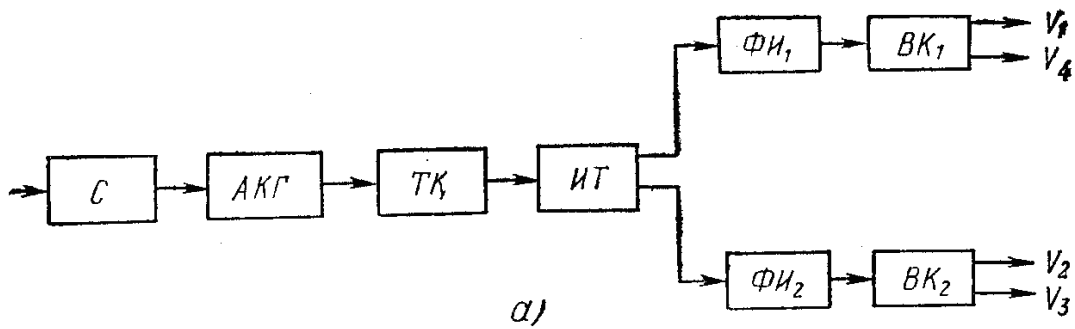 ФИ₁ ВК₁ V₁
V₄
С АКГ ТК ИТ
ФИ₂ ВК₂ V₂
V₃
а)